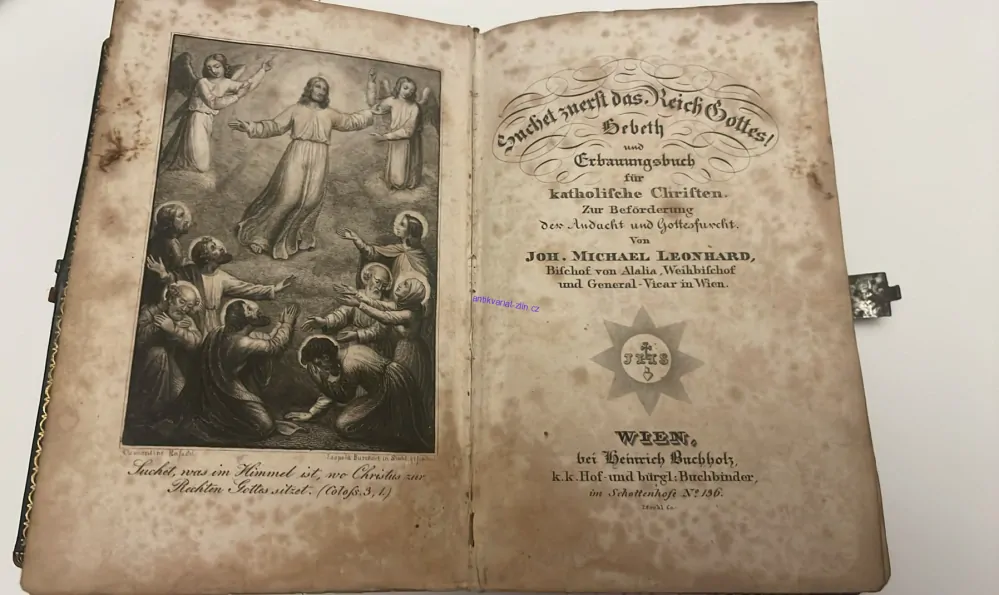 Suchet, was im Himmel ist, wo Christus zur
Rechten Gottes sitzet. (Coloſs. 3, 1.)
Suchet zuerſt das Reich Gottes!
Gebeth
und
Erbauungsbuch
für
katholiſche Chriſten.
Zur Beförderung
der Andacht und Gottesfurcht.
Von
JOH. MICHAEL LEONHARD,
Biſchof von Alalia, Weihbiſchof
und General-Vicar in Wien.
antikvariat-zlin.cz
JHS
WIEN,
bei Heinrich Buchholz,
k.k. Hof- und bürgl: Buchbinder,
im Schottenhofe Nº 136.